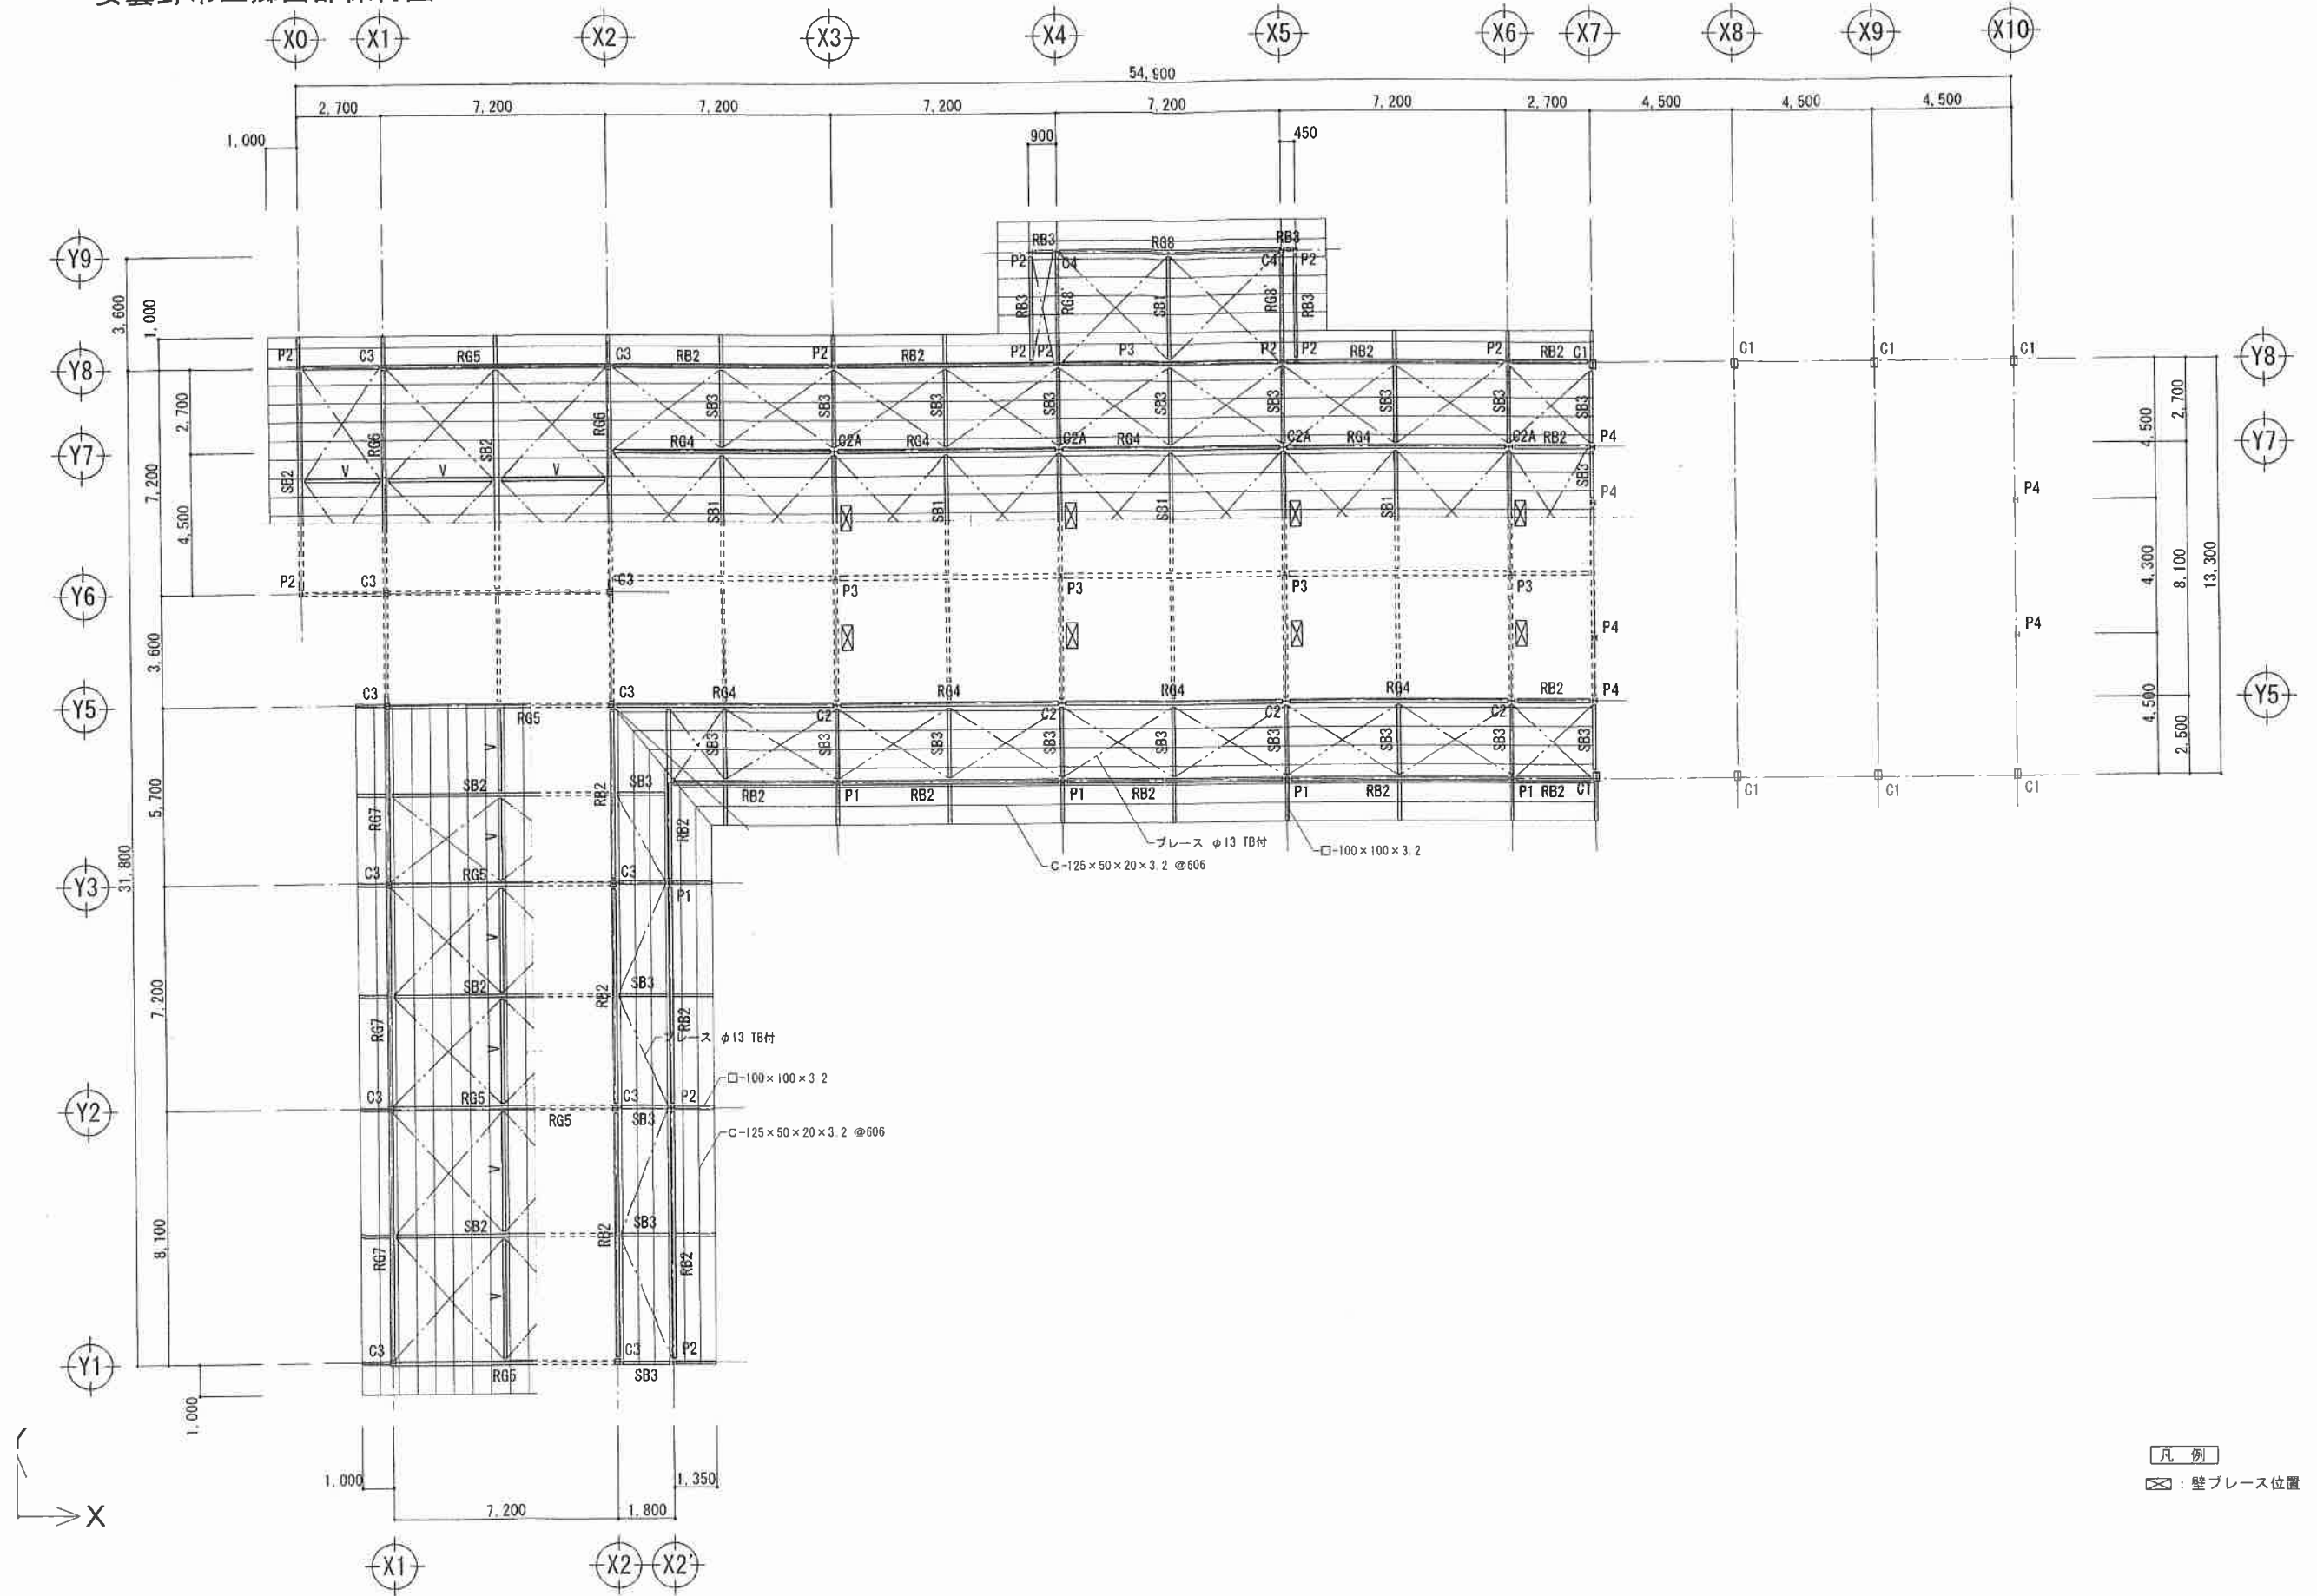 X0 X1 X2 X3 X4 X5 X6 X7 X8 X9 X10
54,900
2,700 7,200 7,200 7,200 7,200 7,200 2,700 4,500 4,500 4,500
1,000 900 450
RB3 RG8 RB3
Y9
P2 C4 C4 P2
RB3 RG8' SB1 RG8' RB3
3,600 1,000
P2 C3 RG5 C3 RB2 P2 RB2 P2 P2 P3 P2 P2 RB2 P2 RB2 C1 C1 C1 C1
Y8 Y8
SB3 SB3 SB3 SB3 SB3 SB3 SB3 SB3 SB3
2,700 4,500 2,700
RG6 SB2 RG6 RG4 C2A RG4 C2A RG4 C2A RG4 C2A RB2 P4
Y7 Y7
SB2 V V V SB3
7,200 P4 P4
4,500 SB1 SB1 SB1 SB1
4,300 8,100 13,300
P2 C3 C3 P3 P3 P3 P3
Y6
P4 P4
3,600
C3 C3 RG4 RG4 RG4 RG4 RB2 P4
Y5 Y5
RG5 C2 C2 C2 C2
V SB3 SB3 SB3 SB3 SB3 SB3 SB3 SB3 SB3
4,500 2,500
SB2 RB2 SB3
RB2 P1 RB2 P1 RB2 P1 RB2 P1 RB2 C1 C1 C1 C1
5,700 RG7 V RB2
ブレース φ13 TB付
□-100×100×3.2
C-125×50×20×3.2 @606
31,800
C3 RG5 C3
Y3
P1
V
SB2 RB2 SB3
7,200 RG7 V RB2
ブレース φ13 TB付
□-100×100×3 2
C3 RG5 C3 P2
Y2
RG5 SB3
C-125×50×20×3.2 @606
V
SB2 RB2 SB3
8,100 RG7 RB2
V
C3 C3 P2
Y1
RG5 SB3
1,000
Y
X
1,000 1,350
7,200 1,800
X1 X2 X2'
凡 例
: 壁ブレース位置